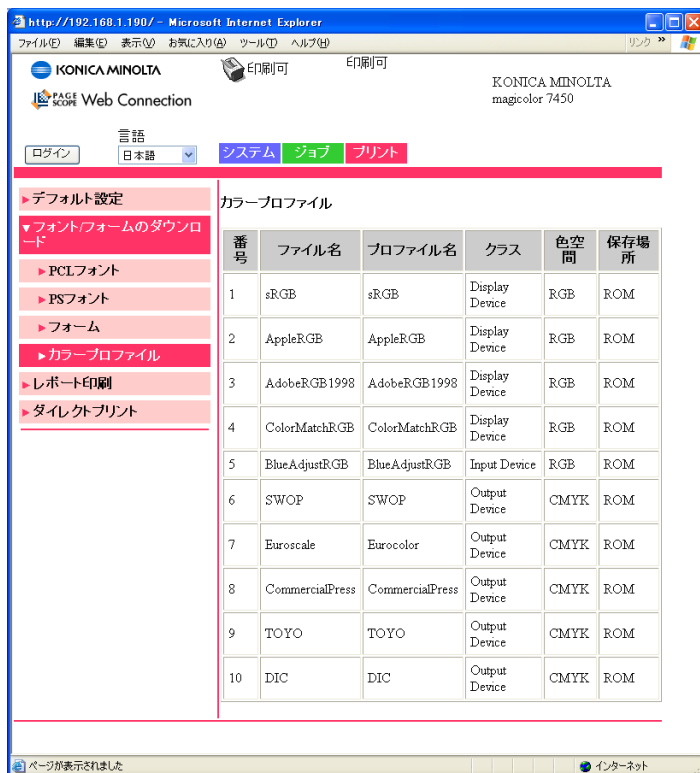 http://192.168.1.190/ - Microsoft Internet Explorer
ファイル(F) 編集(E) 表示(V) お気に入り(A) ツール(T) ヘルプ(H) リンク »
KONICA MINOLTA
印刷可
印刷可
KONICA MINOLTA
magicolor 7450
PAGE SCOPE Web Connection
言語
ログイン 日本語
システム ジョブ プリント
▶デフォルト設定
▼フォント/フォームのダウンロ
ード
▶PCLフォント
▶PSフォント
▶フォーム
▶カラープロファイル
▶レポート印刷
▶ダイレクトプリント
カラープロファイル
番号 ファイル名 プロファイル名 クラス 色空間 保存場所
1 sRGB sRGB Display Device RGB ROM
2 AppleRGB AppleRGB Display Device RGB ROM
3 AdobeRGB1998 AdobeRGB1998 Display Device RGB ROM
4 ColorMatchRGB ColorMatchRGB Display Device RGB ROM
5 BlueAdjustRGB BlueAdjustRGB Input Device RGB ROM
6 SWOP SWOP Output Device CMYK ROM
7 Euroscale Eurocolor Output Device CMYK ROM
8 CommercialPress CommercialPress Output Device CMYK ROM
9 TOYO TOYO Output Device CMYK ROM
10 DIC DIC Output Device CMYK ROM
ページが表示されました インターネット